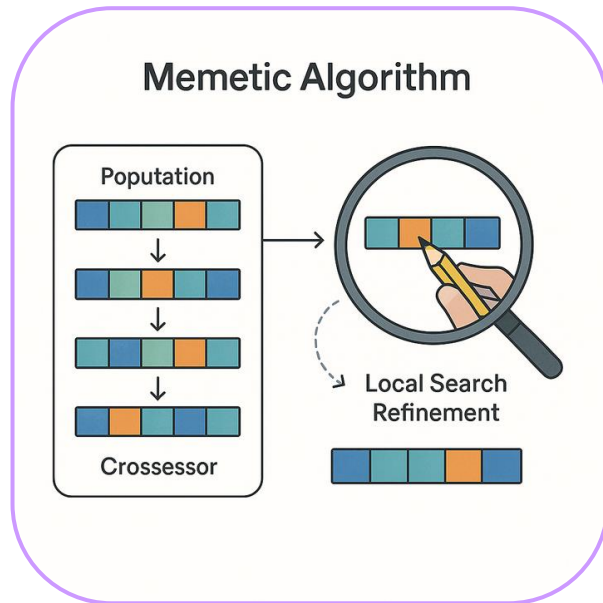 Memetic Algorithm
Poputation
Crossessor
Local Search
Refinement